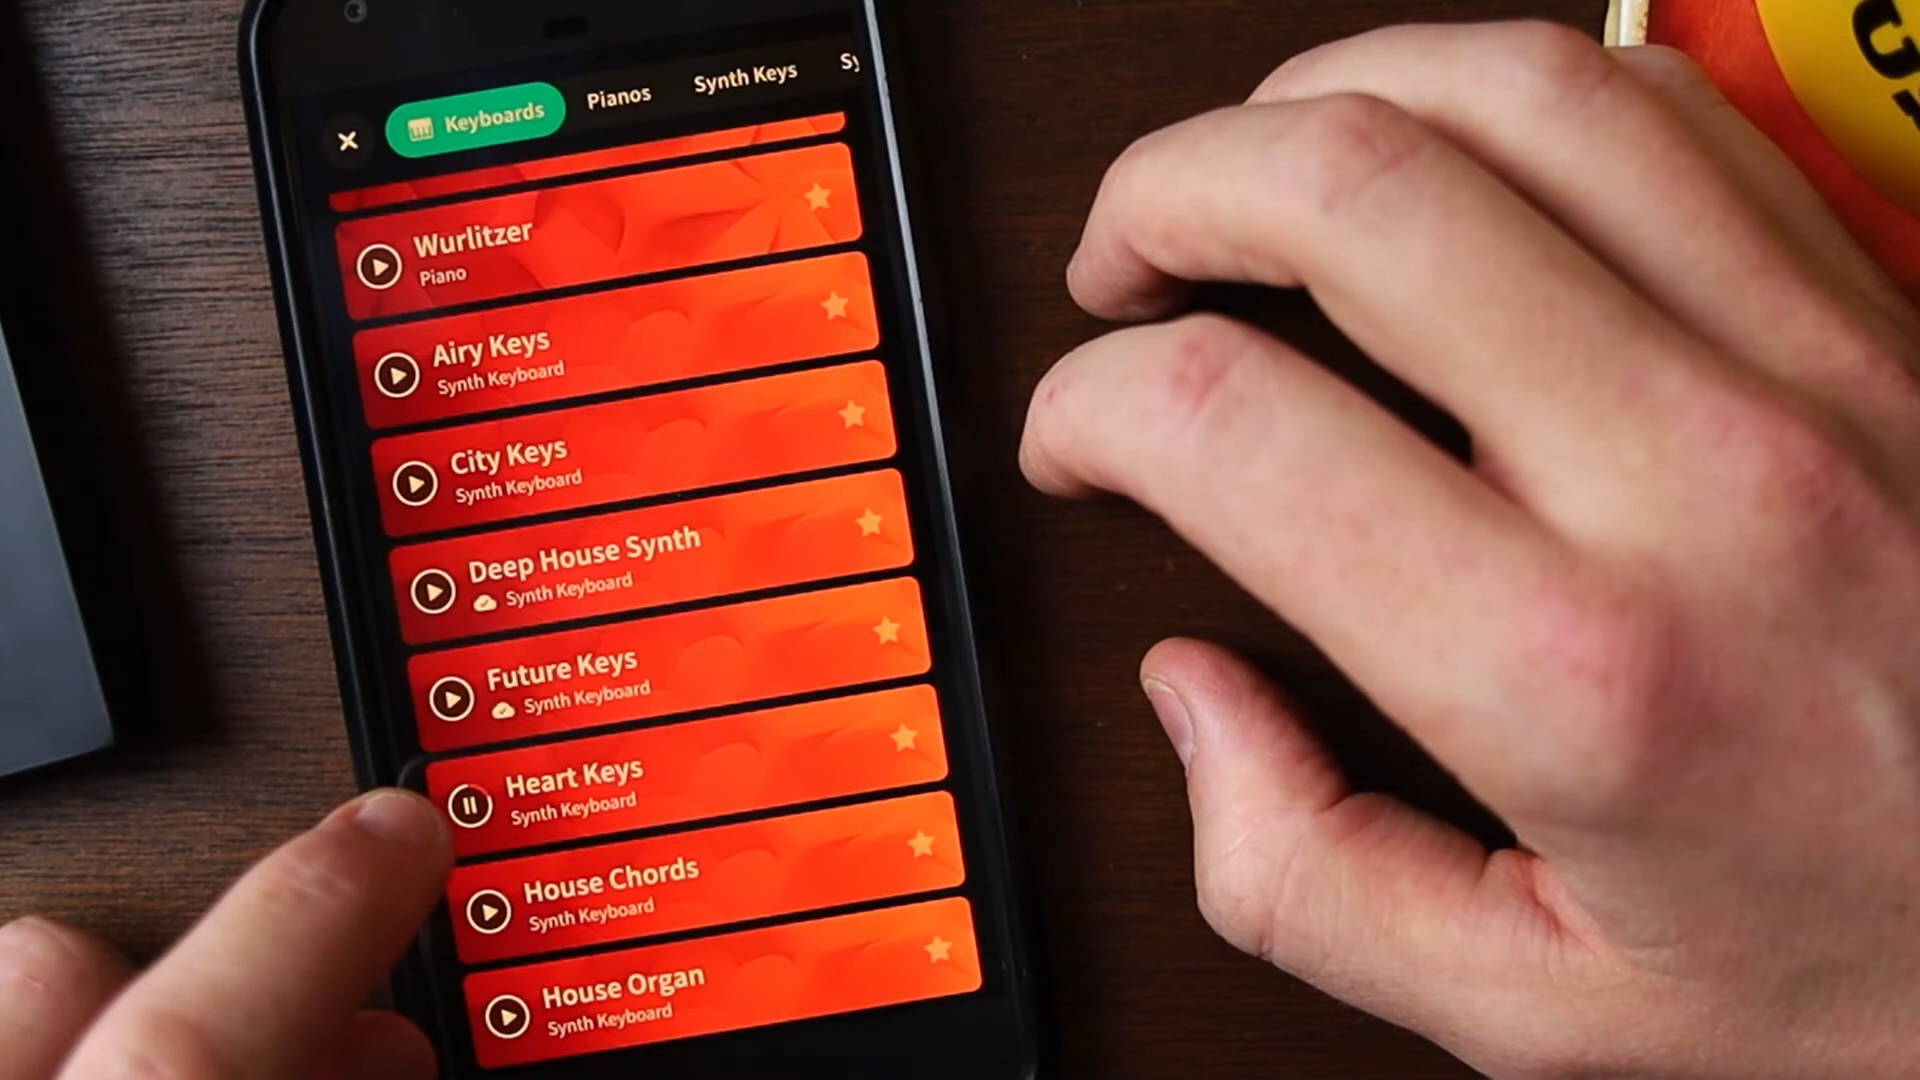 Keyboards
Pianos
Synth Keys
Wurlitzer
Piano
Airy Keys
Synth Keyboard
City Keys
Synth Keyboard
Deep House Synth
Synth Keyboard
Future Keys
Synth Keyboard
Heart Keys
Synth Keyboard
House Chords
Synth Keyboard
House Organ
Synth Keyboard